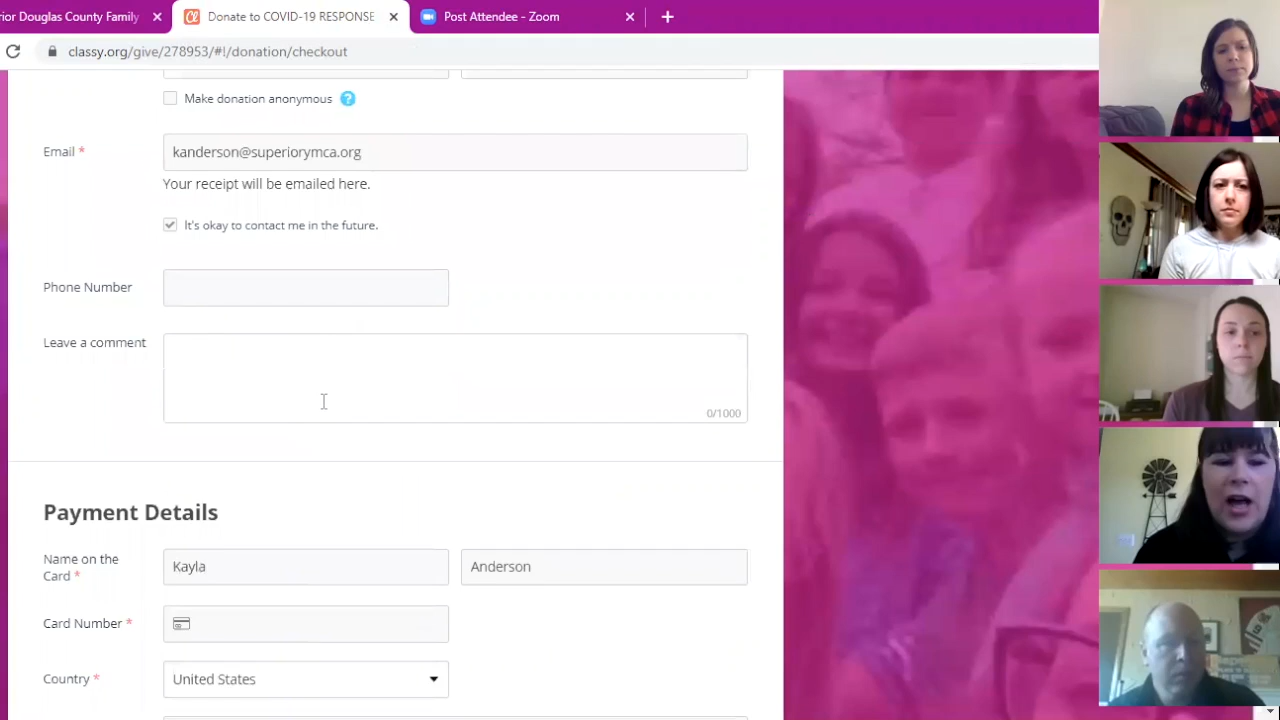 rior Douglas County Family
Donate to COVID-19 RESPONSE
Post Attendee - Zoom
classy.org/give/278953/#!/donation/checkout
Make donation anonymous ?
Email *
kanderson@superiorymca.org
Your receipt will be emailed here.
It's okay to contact me in the future.
Phone Number
Leave a comment
0/1000
Payment Details
Name on the
Card *
Kayla
Anderson
Card Number *
Country *
United States